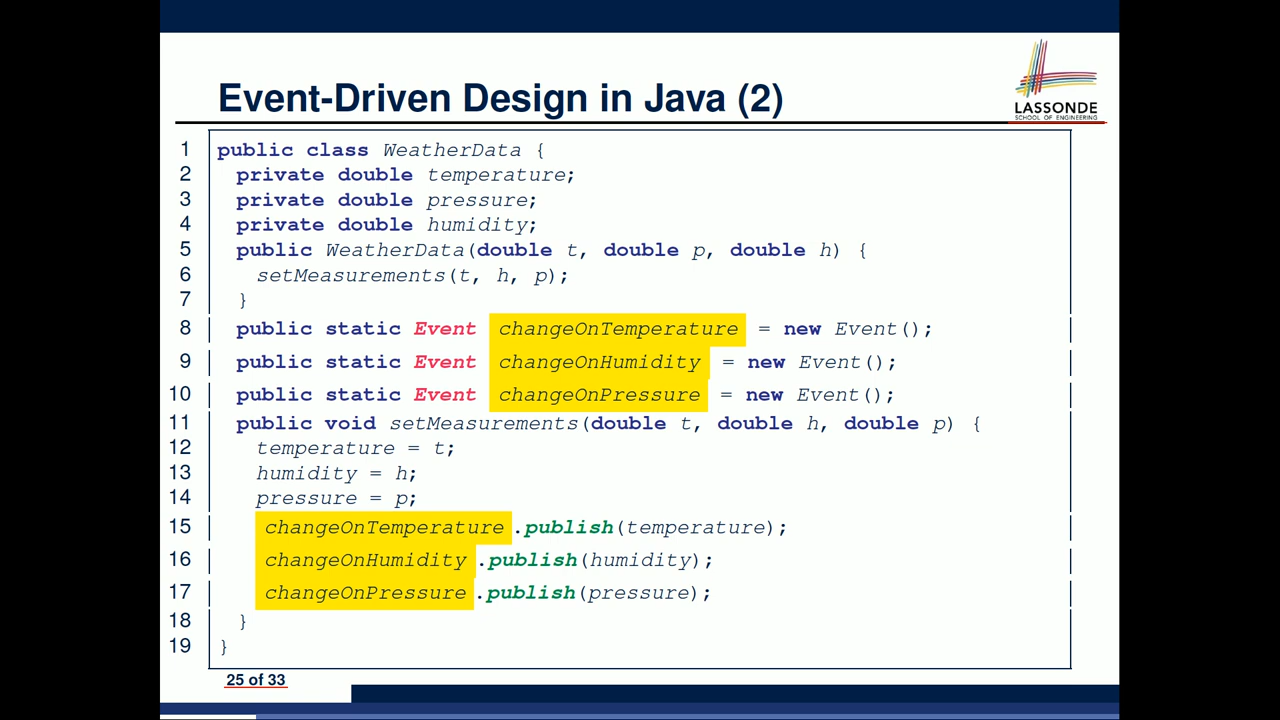 Event-Driven Design in Java (2)
LASSONDE
SCHOOL OF ENGINEERING
1 public class WeatherData {
2 private double temperature;
3 private double pressure;
4 private double humidity;
5 public WeatherData(double t, double p, double h) {
6 setMeasurements(t, h, p);
7 }
8 public static Event changeOnTemperature = new Event();
9 public static Event changeOnHumidity = new Event();
10 public static Event changeOnPressure = new Event();
11 public void setMeasurements(double t, double h, double p) {
12 temperature = t;
13 humidity = h;
14 pressure = p;
15 changeOnTemperature.publish(temperature);
16 changeOnHumidity.publish(humidity);
17 changeOnPressure.publish(pressure);
18 }
19 }
25 of 33